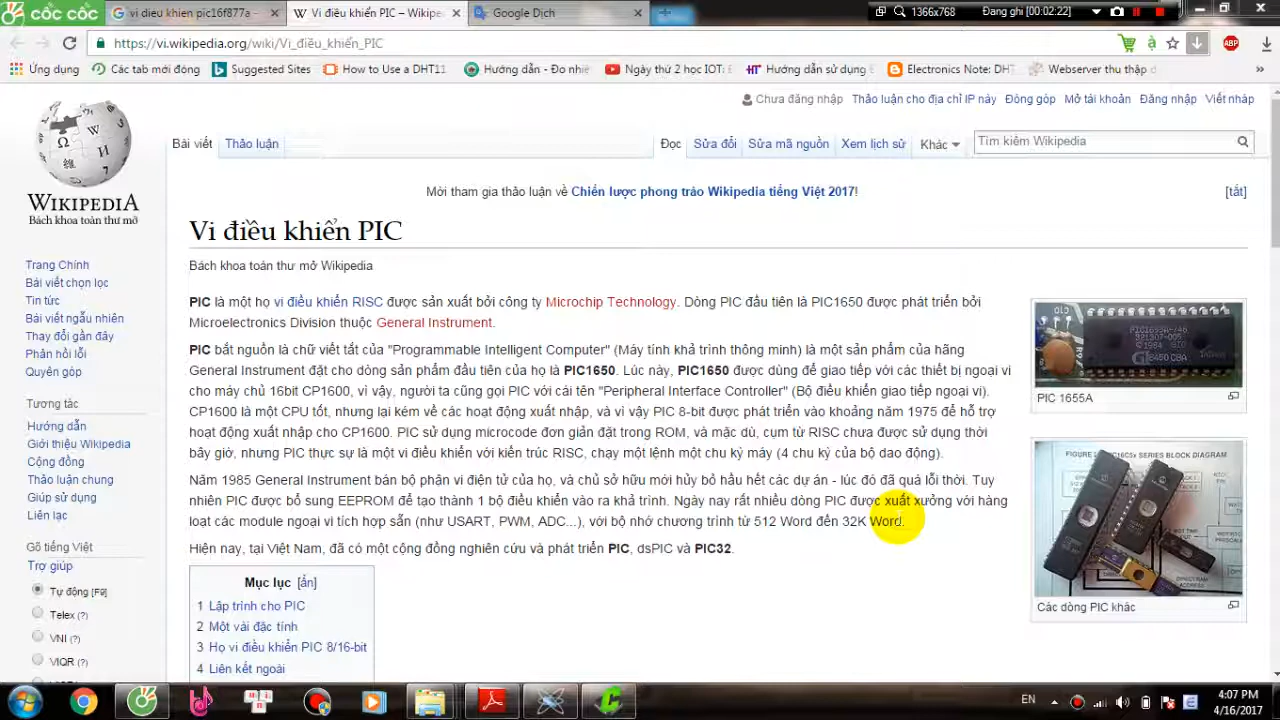 cốc cốc
vi dieu khien pic16f877a -
Vi điều khiển PIC – Wikipe
Google Dịch
1366x768
Đang ghi [00:02:22]
https://vi.wikipedia.org/wiki/Vi_điều_khiển_PIC
ABP
Ứng dụng
Các tab mới đóng
Suggested Sites
How to Use a DHT11
Hướng dẫn - Đo nhiệ
Ngày thứ 2 học IOT:
Hướng dẫn sử dụng
Electronics Note: DHT
Webserver thu thập d
»
Chưa đăng nhập Thảo luận cho địa chỉ IP này Đóng góp Mở tài khoản Đăng nhập Viết nháp
Bài viết Thảo luận Đọc Sửa đổi Sửa mã nguồn Xem lịch sử Khác Tìm kiếm Wikipedia
WIKIPEDIA
Bách khoa toàn thư mở
Mời tham gia thảo luận về Chiến lược phong trào Wikipedia tiếng Việt 2017! [tắt]
Vi điều khiển PIC
Bách khoa toàn thư mở Wikipedia
PIC là một họ vi điều khiển RISC được sản xuất bởi công ty Microchip Technology. Dòng PIC đầu tiên là PIC1650 được phát triển bởi
Microelectronics Division thuộc General Instrument.
PIC bắt nguồn là chữ viết tắt của "Programmable Intelligent Computer" (Máy tính khả trình thông minh) là một sản phẩm của hãng
General Instrument đặt cho dòng sản phẩm đầu tiên của họ là PIC1650. Lúc này, PIC1650 được dùng để giao tiếp với các thiết bị ngoại vi
cho máy chủ 16bit CP1600, vì vậy, người ta cũng gọi PIC với cái tên "Peripheral Interface Controller" (Bộ điều khiển giao tiếp ngoại vi).
CP1600 là một CPU tốt, nhưng lại kém về các hoạt động xuất nhập, và vì vậy PIC 8-bit được phát triển vào khoảng năm 1975 để hỗ trợ
hoạt động xuất nhập cho CP1600. PIC sử dụng microcode đơn giản đặt trong ROM, và mặc dù, cụm từ RISC chưa được sử dụng thời
bây giờ, nhưng PIC thực sự là một vi điều khiển với kiến trúc RISC, chạy một lệnh một chu kỳ máy (4 chu kỳ của bộ dao động).
Năm 1985 General Instrument bán bộ phận vi điện tử của họ, và chủ sở hữu mới hủy bỏ hầu hết các dự án - lúc đó đã quá lỗi thời. Tuy
nhiên PIC được bổ sung EEPROM để tạo thành 1 bộ điều khiển vào ra khả trình. Ngày nay rất nhiều dòng PIC được xuất xưởng với hàng
loạt các module ngoại vi tích hợp sẵn (như USART, PWM, ADC...), với bộ nhớ chương trình từ 512 Word đến 32K Word.
Hiện nay, tại Việt Nam, đã có một cộng đồng nghiên cứu và phát triển PIC, dsPIC và PIC32.
Mục lục [ẩn]
1 Lập trình cho PIC
2 Một vài đặc tính
3 Họ vi điều khiển PIC 8/16-bit
4 Liên kết ngoài
PIC 1655A
SERIES BLOCK DIAGRAM
Các dòng PIC khác
Trang Chính
Bài viết chọn lọc
Tin tức
Bài viết ngẫu nhiên
Thay đổi gần đây
Phản hồi lỗi
Quyên góp
Tương tác
Hướng dẫn
Giới thiệu Wikipedia
Cộng đồng
Thảo luận chung
Giúp sử dụng
Liên lạc
Gõ tiếng Việt
Trợ giúp
Tự động [F9]
Telex (?)
VNI (?)
VIQR (?)
EN
4:07 PM
4/16/2017